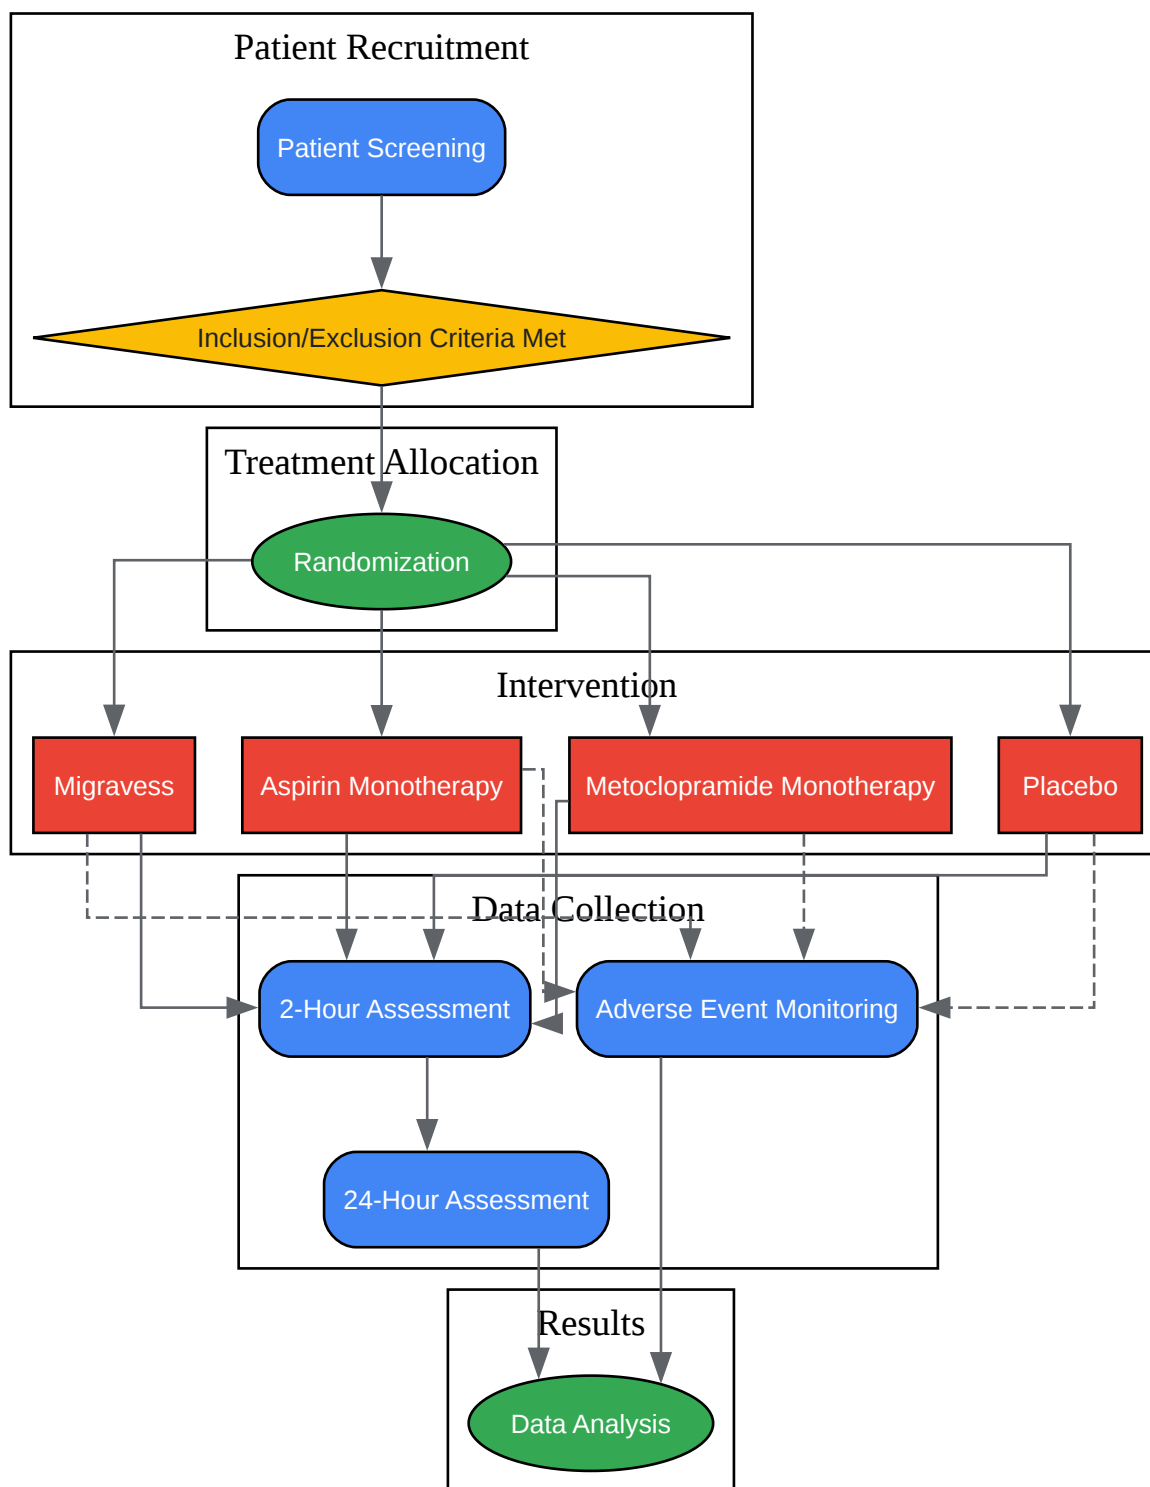 Patient Recruitment
Patient Screening
Inclusion/Exclusion Criteria Met
Treatment Allocation
Randomization
Intervention
Migravess
Aspirin Monotherapy
Metoclopramide Monotherapy
Placebo
Data Collection
2-Hour Assessment
Adverse Event Monitoring
24-Hour Assessment
Results
Data Analysis